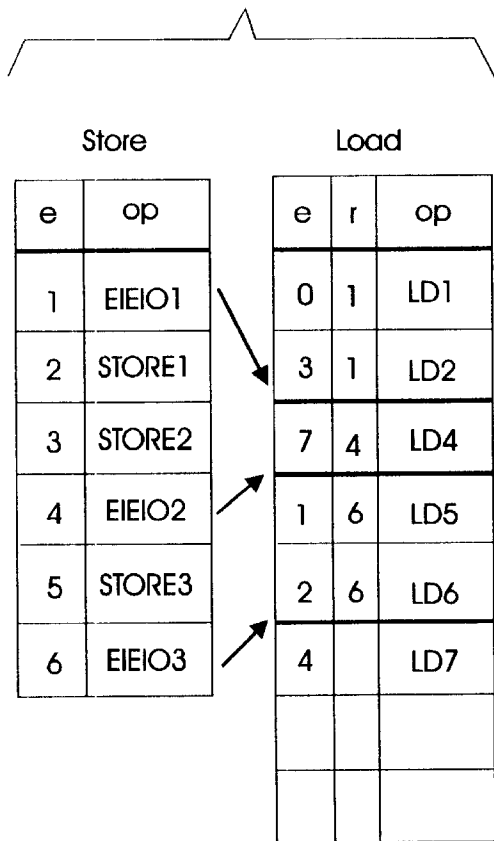 Store
e op
1 EIEIO1
2 STORE1
3 STORE2
4 EIEIO2
5 STORE3
6 EIEIO3
Load
e r op
0 1 LD1
3 1 LD2
7 4 LD4
1 6 LD5
2 6 LD6
4 LD7